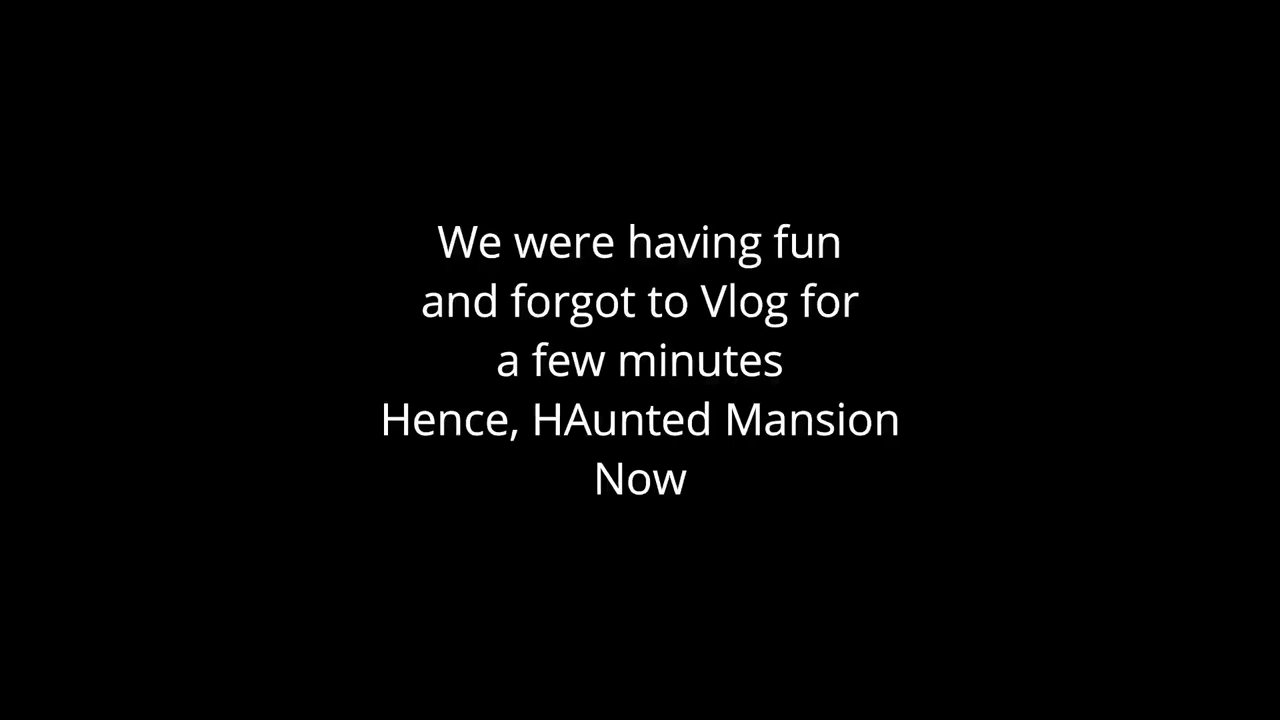 We were having fun
and forgot to Vlog for
a few minutes
Hence, HAunted Mansion
Now